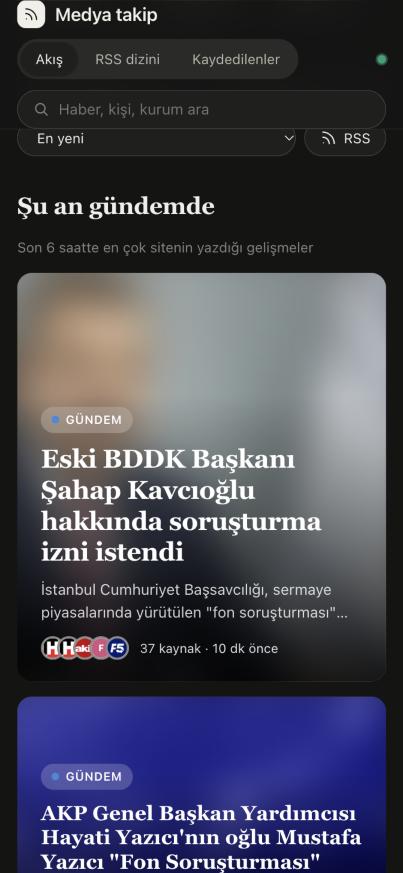 Medya takip
Akış
RSS dizini
Kaydedilenler
Haber, kişi, kurum ara
En yeni
RSS
Şu an gündemde
Son 6 saatte en çok sitenin yazdığı gelişmeler
GÜNDEM
Eski BDDK Başkanı
Şahap Kavcıoğlu
hakkında soruşturma
izni istendi
İstanbul Cumhuriyet Başsavcılığı, sermaye
piyasalarında yürütülen "fon soruşturması"...
H H aki F F5 37 kaynak · 10 dk önce
GÜNDEM
AKP Genel Başkan Yardımcısı
Hayati Yazıcı'nın oğlu Mustafa
Yazıcı "Fon Soruşturması"